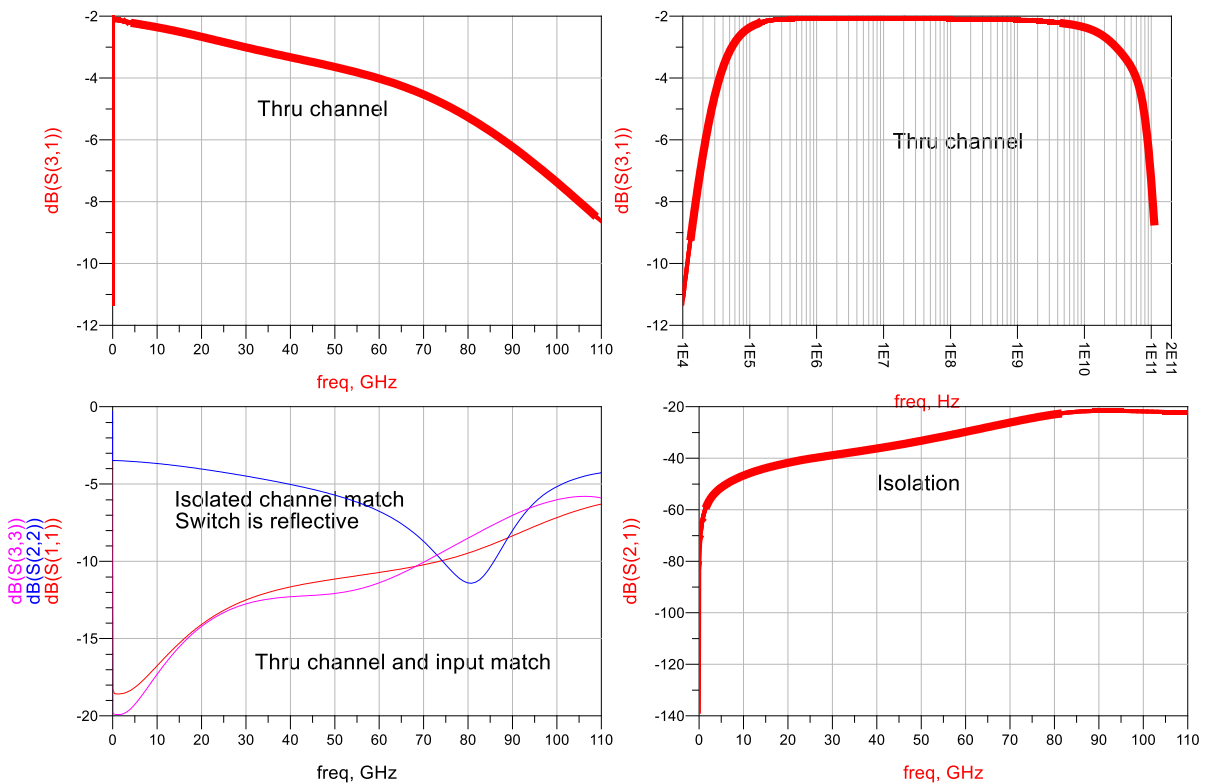 -2
-4
-6
-8
-10
-12
dB(S(3,1))
Thru channel
0 10 20 30 40 50 60 70 80 90 100 110
freq, GHz
-2
-4
-6
-8
-10
-12
dB(S(3,1))
Thru channel
1E4 1E5 1E6 1E7 1E8 1E9 1E10 1E11 2E11
freq, Hz
0
-5
-10
-15
-20
dB(S(3,3))
dB(S(2,2))
dB(S(1,1))
Isolated channel match
Switch is reflective
Thru channel and input match
0 10 20 30 40 50 60 70 80 90 100 110
freq, GHz
-20
-40
-60
-80
-100
-120
-140
dB(S(2,1))
Isolation
0 10 20 30 40 50 60 70 80 90 100 110
freq, GHz